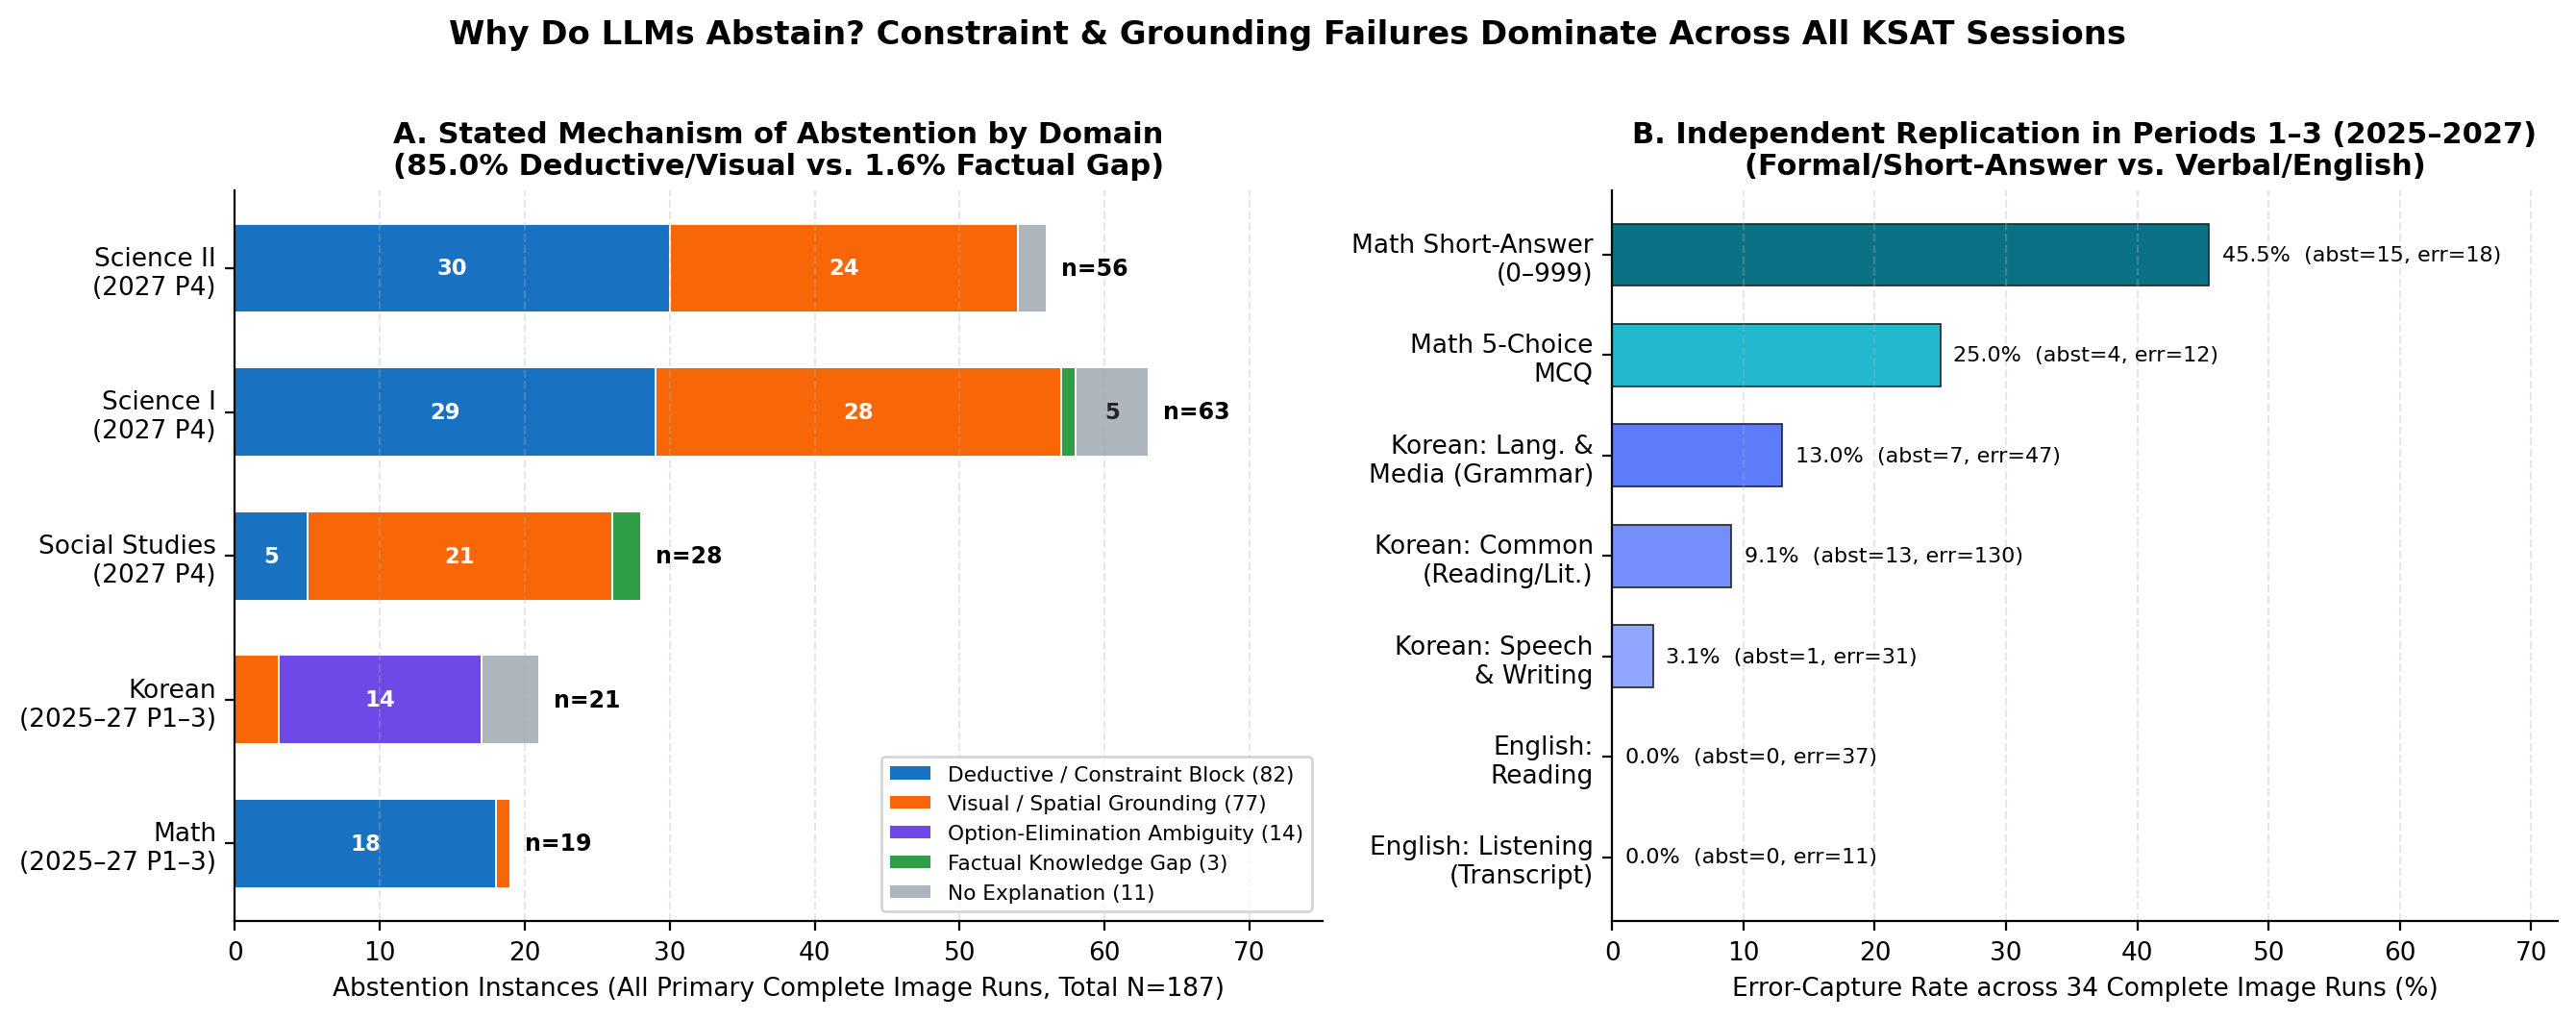 Why Do LLMs Abstain? Constraint & Grounding Failures Dominate Across All KSAT Sessions
A. Stated Mechanism of Abstention by Domain
(85.0% Deductive/Visual vs. 1.6% Factual Gap)
Science II
(2027 P4)
30
24
n=56
Science I
(2027 P4)
29
28
5
n=63
Social Studies
(2027 P4)
5
21
n=28
Korean
(2025–27 P1–3)
14
n=21
Math
(2025–27 P1–3)
18
n=19
Deductive / Constraint Block (82)
Visual / Spatial Grounding (77)
Option-Elimination Ambiguity (14)
Factual Knowledge Gap (3)
No Explanation (11)
0 10 20 30 40 50 60 70
Abstention Instances (All Primary Complete Image Runs, Total N=187)
B. Independent Replication in Periods 1–3 (2025–2027)
(Formal/Short-Answer vs. Verbal/English)
Math Short-Answer
(0–999)
45.5% (abst=15, err=18)
Math 5-Choice
MCQ
25.0% (abst=4, err=12)
Korean: Lang. &
Media (Grammar)
13.0% (abst=7, err=47)
Korean: Common
(Reading/Lit.)
9.1% (abst=13, err=130)
Korean: Speech
& Writing
3.1% (abst=1, err=31)
English:
Reading
0.0% (abst=0, err=37)
English: Listening
(Transcript)
0.0% (abst=0, err=11)
0 10 20 30 40 50 60 70
Error-Capture Rate across 34 Complete Image Runs (%)